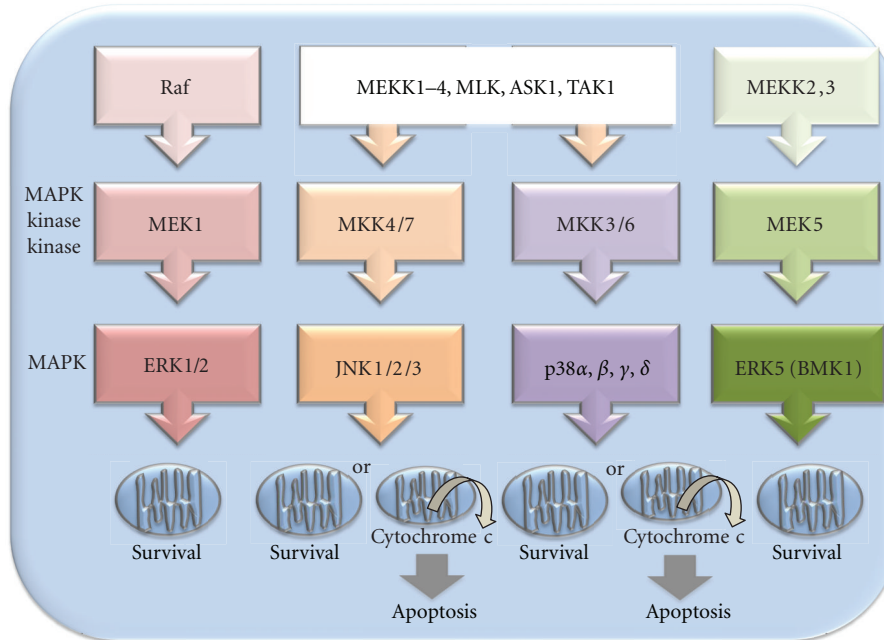 Raf
MEKK1–4, MLK, ASK1, TAK1
MEKK2,3
MAPK
kinase
kinase
MEK1
MKK4/7
MKK3/6
MEK5
MAPK
ERK1/2
JNK1/2/3
p38α, β, γ, δ
ERK5 (BMK1)
or
or
Survival
Survival
Cytochrome c
Survival
Cytochrome c
Survival
Apoptosis
Apoptosis